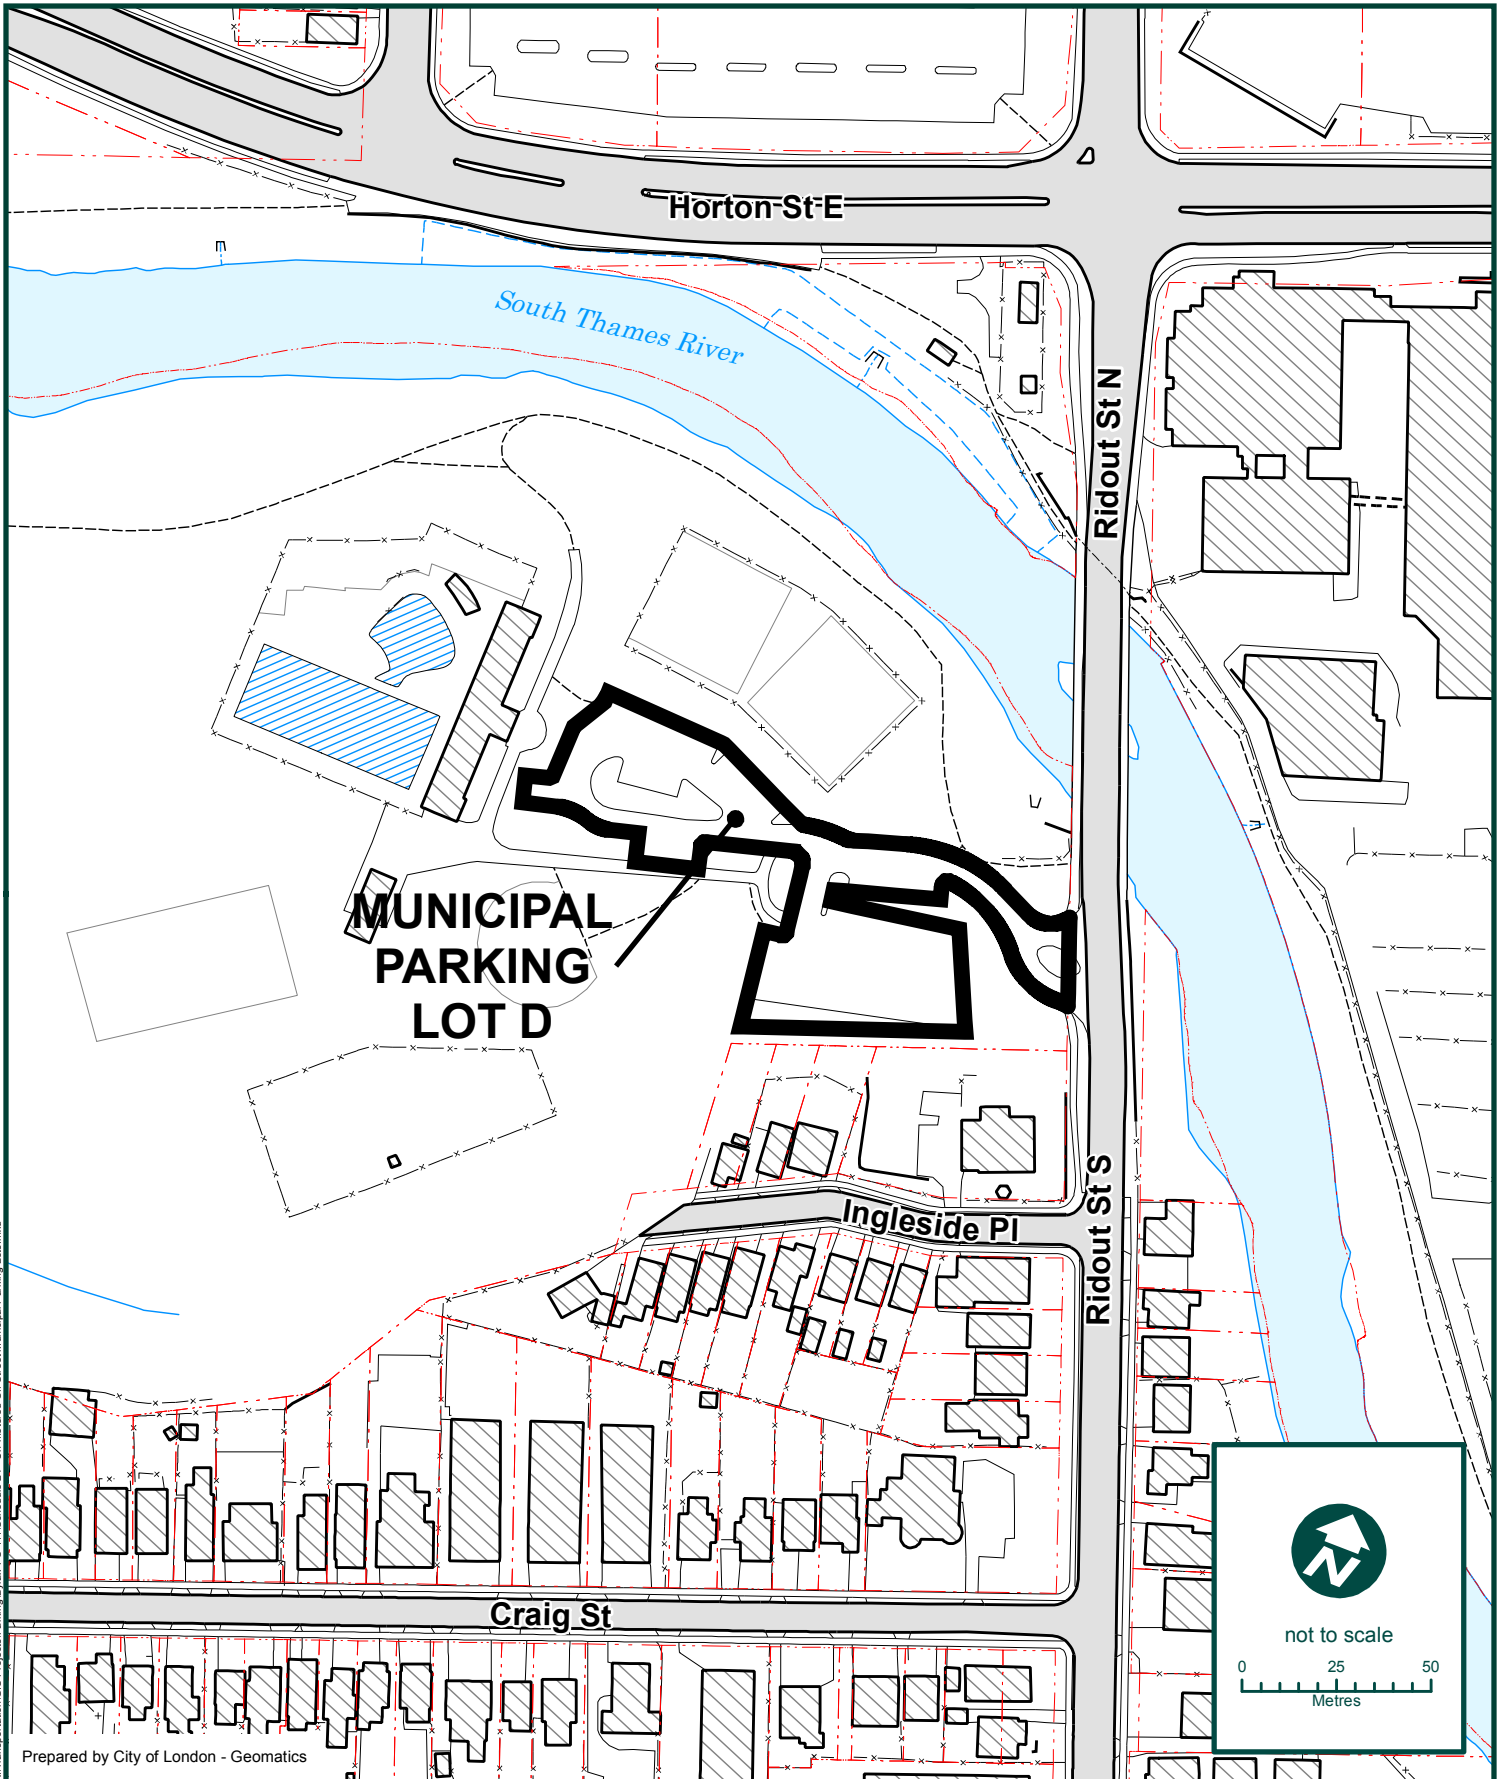 Horton St E
South Thames River
Ridout St N
MUNICIPAL
PARKING
LOT D
Ingleside Pl
Ridout St S
Craig St
N
not to scale
0 25 50
Metres
Prepared by City of London - Geomatics